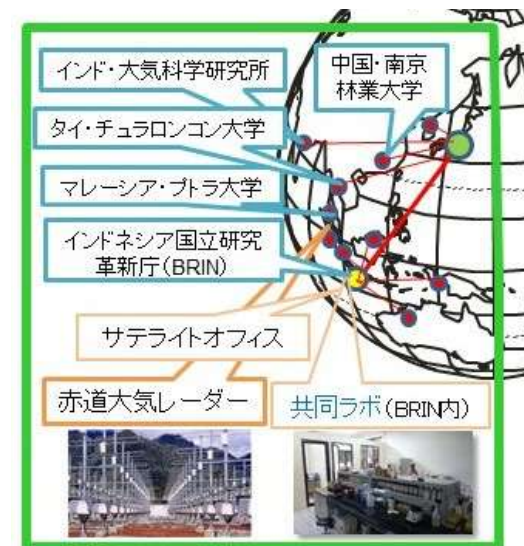 インド・大気科学研究所
中国・南京
林業大学
タイ・チュラロンコン大学
マレーシア・プトラ大学
インドネシア国立研究
革新庁(BRIN)
サテライトオフィス
赤道大気レーダー
共同ラボ(BRIN内)